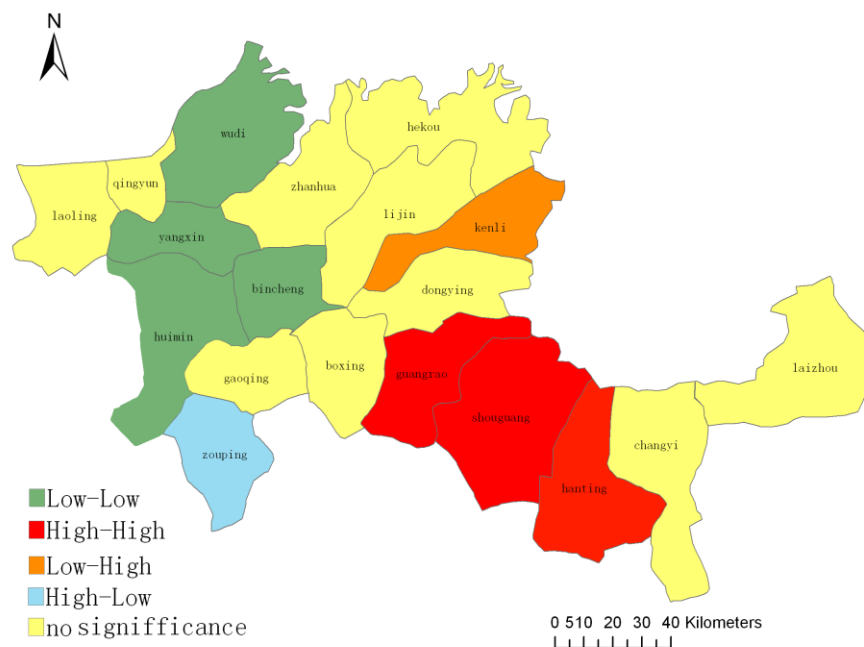 N
wudi
hekou
qingyun
zhanhua
laoling
lijin
kenli
yangxin
bincheng
dongying
huimin
boxing
laizhou
gaoqing
guangrao
shouguang
changyi
zouping
hanting
Low-Low
High-High
Low-High
High-Low
no signifficance
0 510 20 30 40 Kilometers